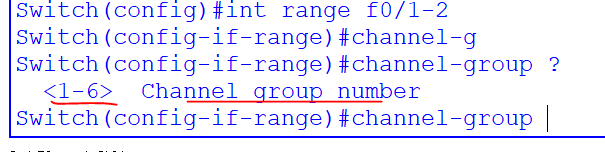 Switch(config)#int range f0/1-2
Switch(config-if-range)#channel-g
Switch(config-if-range)#channel-group ?
<1-6> Channel group number
Switch(config-if-range)#channel-group